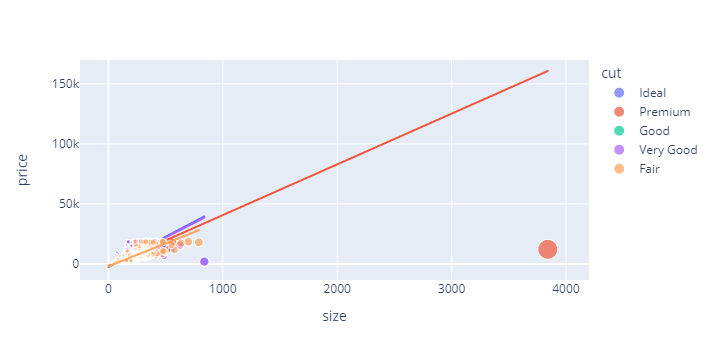 cut
Ideal
Premium
Good
Very Good
Fair
150k
100k
50k
0
price
0
1000
2000
3000
4000
size